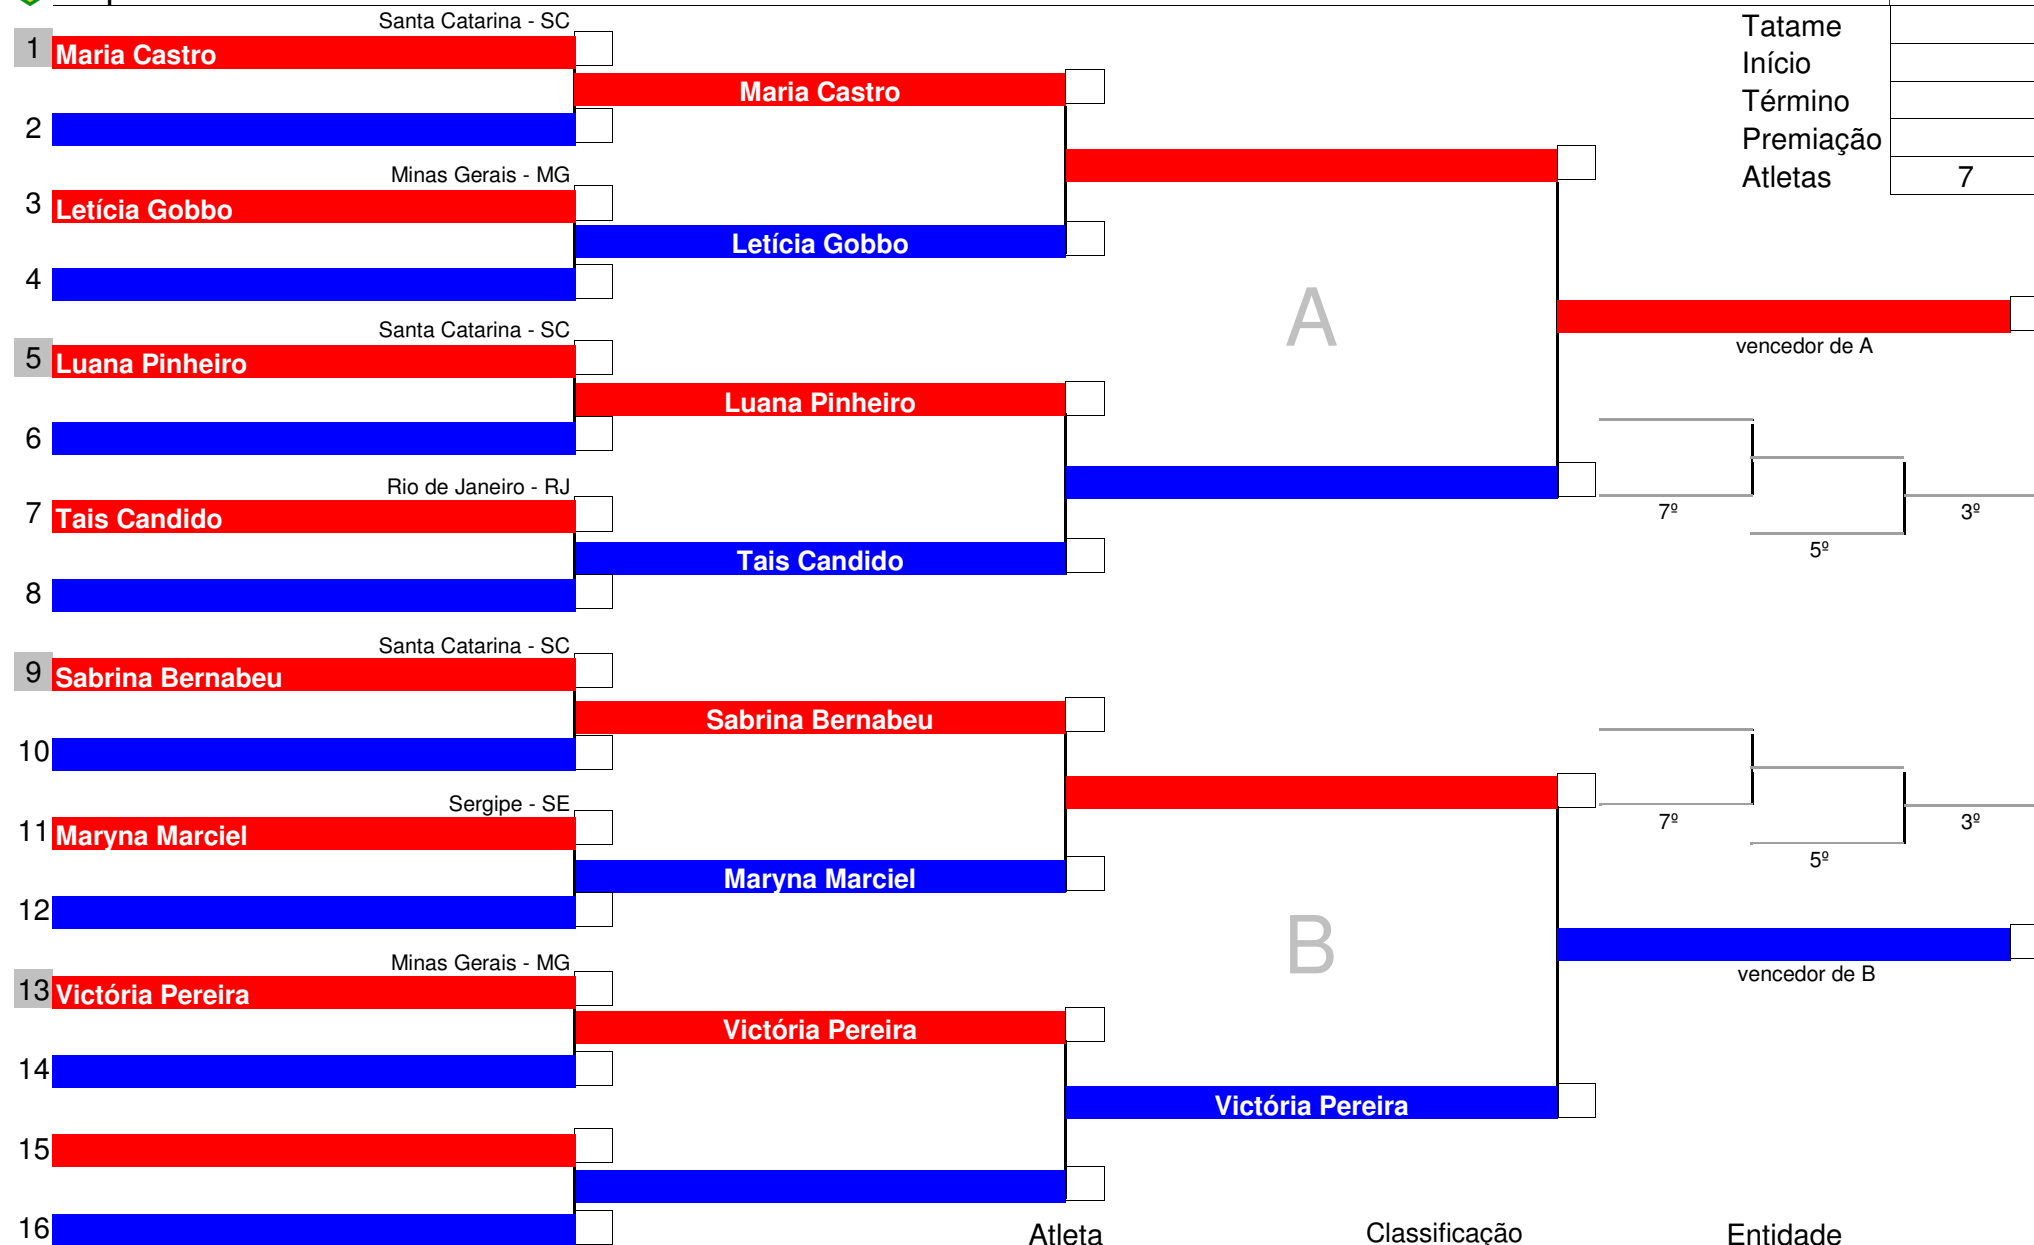 Santa Catarina - SC
1 Maria Castro
Tatame
Início
Maria Castro
Término
2
Premiação
Minas Gerais - MG
Atletas 7
3 Letícia Gobbo
Letícia Gobbo
4
A
Santa Catarina - SC
vencedor de A
5 Luana Pinheiro
Luana Pinheiro
6
Rio de Janeiro - RJ
7 Tais Candido
7º
3º
5º
Tais Candido
8
Santa Catarina - SC
9 Sabrina Bernabeu
Sabrina Bernabeu
10
Sergipe - SE
11 Maryna Marciel
7º
3º
5º
Maryna Marciel
12
B
Minas Gerais - MG
vencedor de B
13 Victória Pereira
Victória Pereira
14
Victória Pereira
15
16
Atleta Classificação Entidade